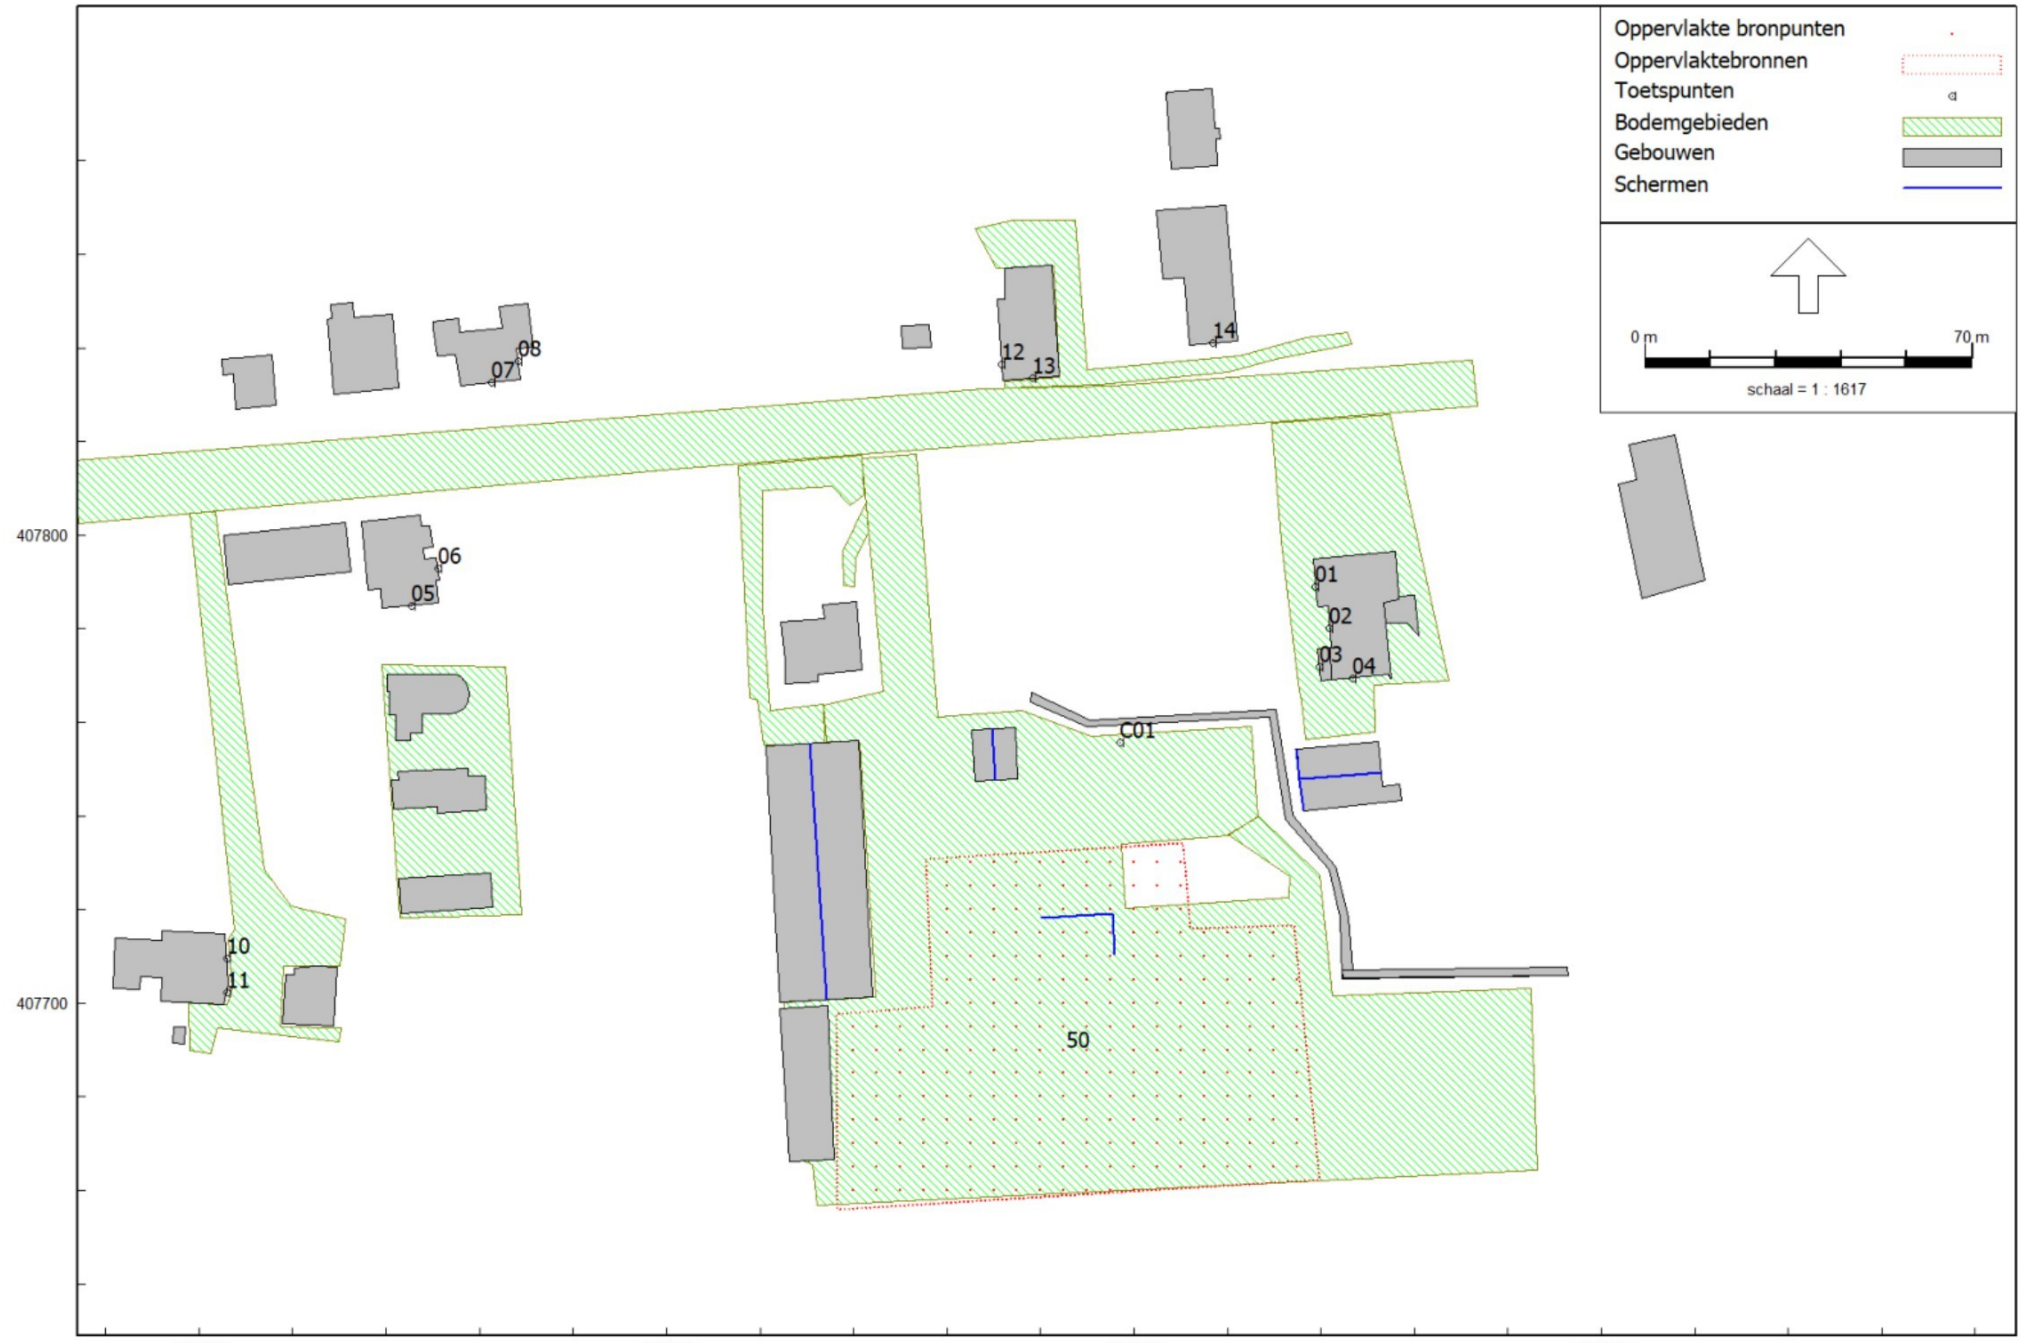 Oppervlakte bronpunten
Oppervlaktebronnen
Toetspunten
Bodemgebieden
Gebouwen
Schermen
0 m 70 m
schaal = 1 : 1617
14
08
07
12
13
407800
06
05
01
02
03
04
C01
10
11
407700
50